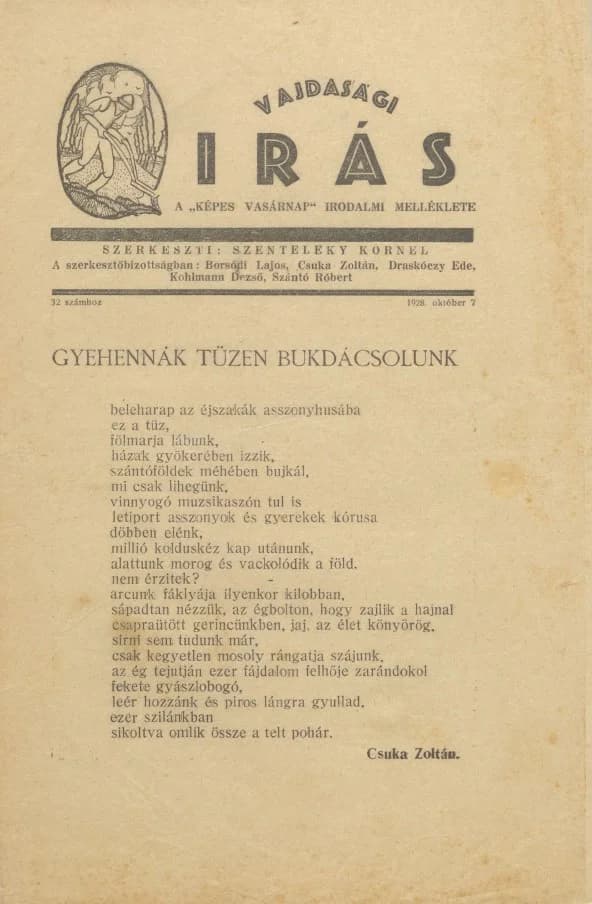 VAJDASÁGI
IRÁS
A „KÉPES VASÁRNAP“ IRODALMI MELLÉKLETE
SZERKESZTI: SZENTELEKY KORNEL
A szerkesztőbizottságban: Borsódi Lajos, Csuka Zoltán, Draskóczy Ede,
Kohlmann Dezső, Szántó Róbert
32 számhoz 1928. október 7
GYEHENNÁK TÜZEN BUKDÁCSOLUNK
beleharap az éjszakák asszonyhusába
ez a tüz,
fölmarja lábunk,
házak gyökerében izzik,
szántóföldek méhében bujkál,
mi csak lihegünk,
vinnyogó muzsikaszón tul is
letiport asszonyok és gyerekek kórusa
döbben elénk,
millió kolduskéz kap utánunk,
alattunk morog és vackolódik a föld.
nem érzitek?
arcunk fáklyája ilyenkor kilobban,
sápadtan nézzük, az égbolton, hogy zajlik a hajnal
csapraütött gerincünkben, jaj, az élet könyörög,
sirni sem tudunk már,
csak kegyetlen mosoly rángatja szájunk,
az ég tejutján ezer fájdalom felhője zarándokol
fekete gyászlobogó,
leér hozzánk és piros lángra gyullad,
ezer szilánkban
sikoltva omlik össze a telt pohár.
Csuka Zoltán.